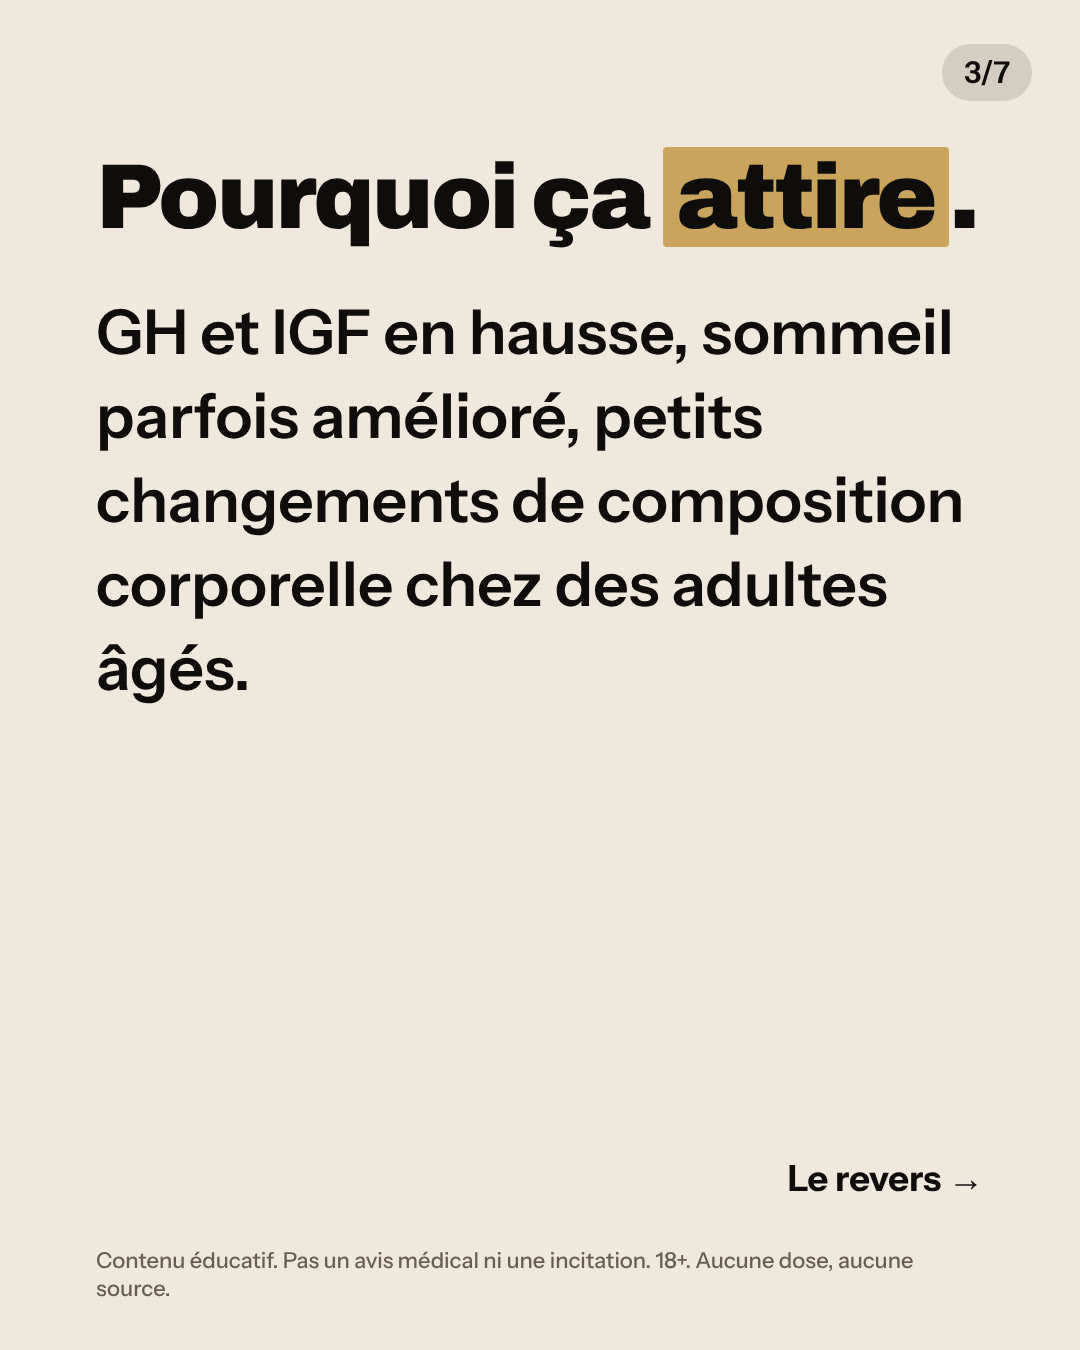 3/7
Pourquoi ça attire.
GH et IGF en hausse, sommeil
parfois amélioré, petits
changements de composition
corporelle chez des adultes
âgés.
Le revers →
Contenu éducatif. Pas un avis médical ni une incitation. 18+. Aucune dose, aucune
source.